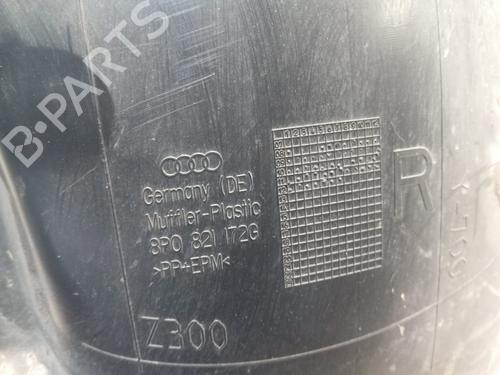 B-PARTS
Germany (DE)
Muffler-Plastic
8P0 821 172G
>PP+EPM<
R
Z300